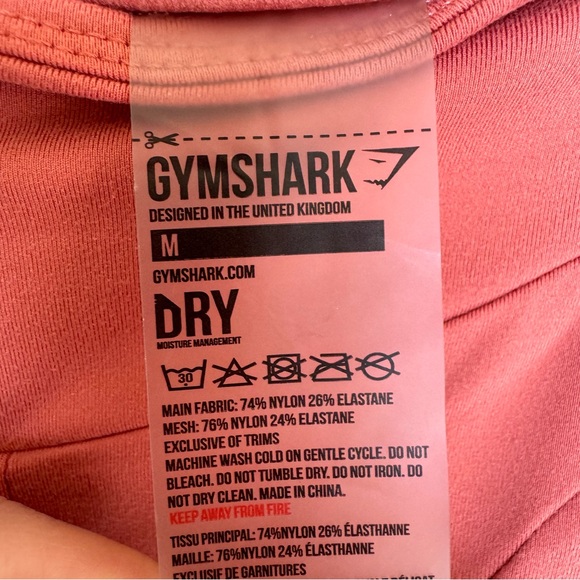 GYMSHARK
DESIGNED IN THE UNITED KINGDOM
M
GYMSHARK.COM
DRY
MOISTURE MANAGEMENT
30
MAIN FABRIC: 74% NYLON 26% ELASTANE
MESH: 76% NYLON 24% ELASTANE
EXCLUSIVE OF TRIMS
MACHINE WASH COLD ON GENTLE CYCLE. DO NOT
BLEACH. DO NOT TUMBLE DRY. DO NOT IRON. DO
NOT DRY CLEAN. MADE IN CHINA.
KEEP AWAY FROM FIRE
TISSU PRINCIPAL: 74%NYLON 26% ÉLASTHANNE
MAILLE: 76%NYLON 24% ÉLASTHANNE
EXCLUSIF DE GARNITURES